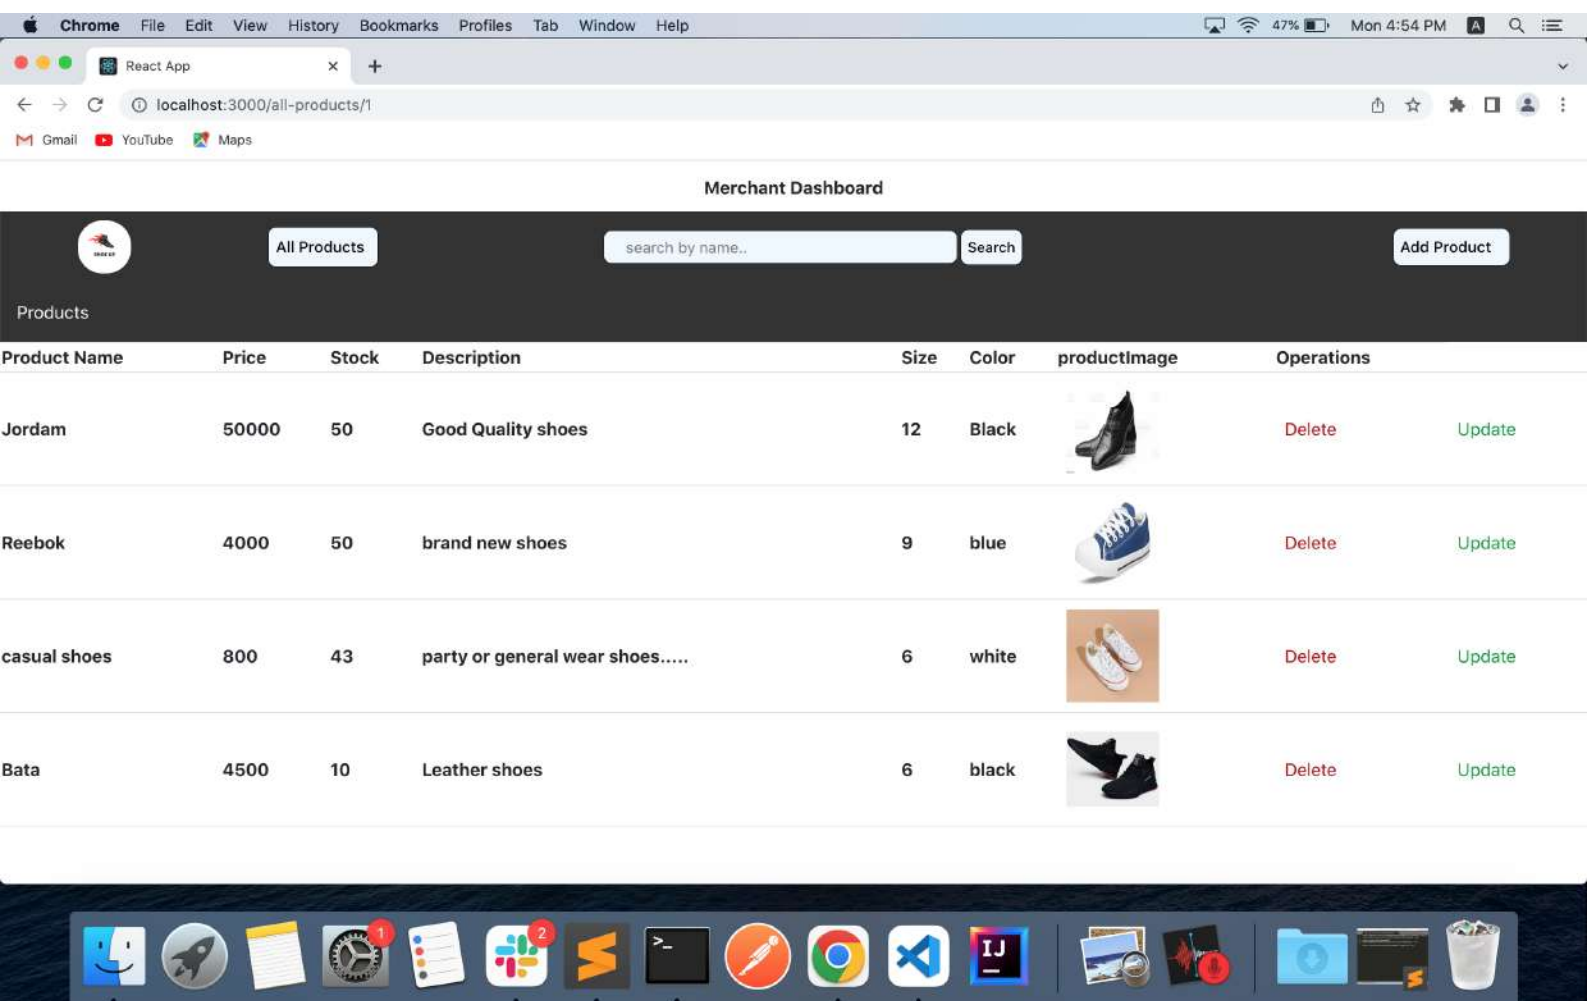 Chrome File Edit View History Bookmarks Profiles Tab Window Help 47% Mon 4:54 PM A
React App
localhost:3000/all-products/1
Gmail YouTube Maps
Merchant Dashboard
All Products search by name.. Search Add Product
Products
Product Name Price Stock Description Size Color productImage Operations
Jordam 50000 50 Good Quality shoes 12 Black Delete Update
Reebok 4000 50 brand new shoes 9 blue Delete Update
casual shoes 800 43 party or general wear shoes..... 6 white Delete Update
Bata 4500 10 Leather shoes 6 black Delete Update
1 2 >_ IJ